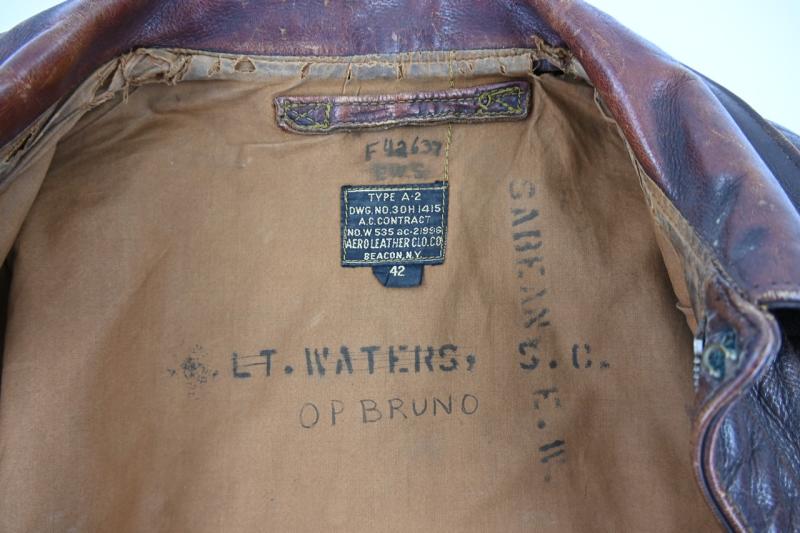 F42637
E.W.S
TYPE A-2
DWG. NO. 30H1415
A.C. CONTRACT
NO. W 535 ac-21996
AERO LEATHER CLO. CO
BEACON, N.Y.
42
LT. WATERS, S. C.
OP BRUNO
E. W.